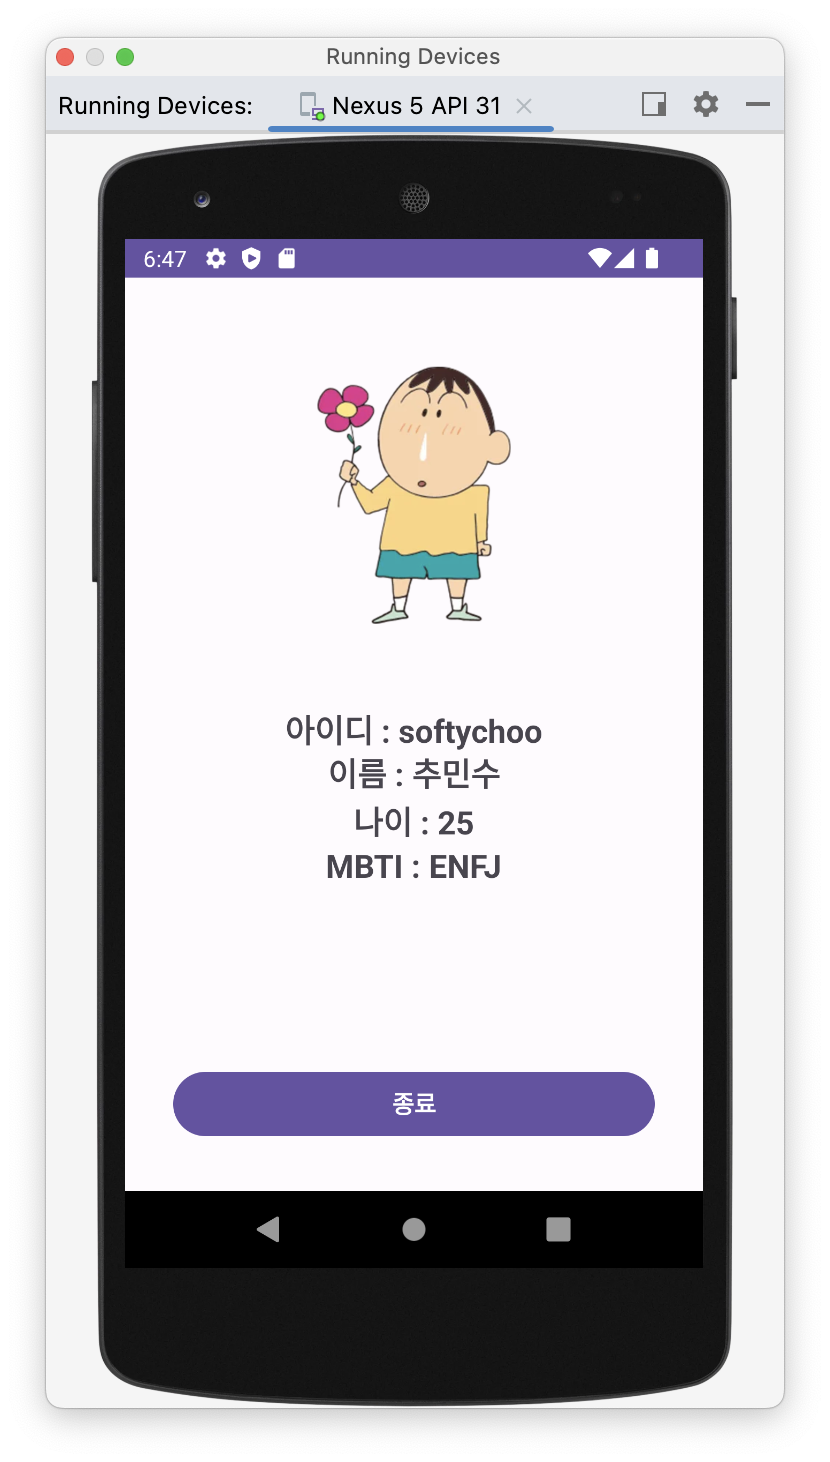 Running Devices
Running Devices: Nexus 5 API 31
6:47
아이디 : softychoo
이름 : 추민수
나이 : 25
MBTI : ENFJ
종료